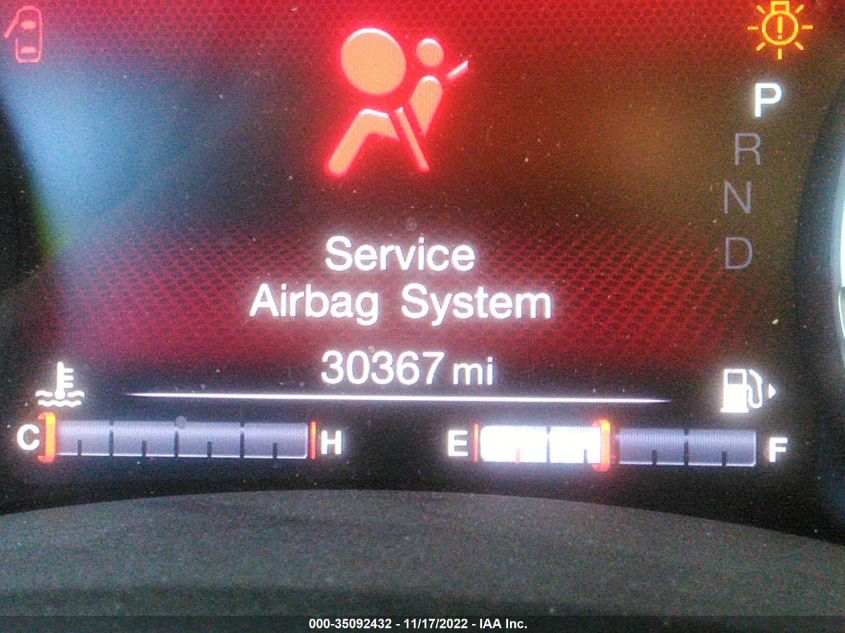 P
R
N
D
Service
Airbag System
30367 mi
C H E F
000-35092432 - 11/17/2022 - IAA Inc.